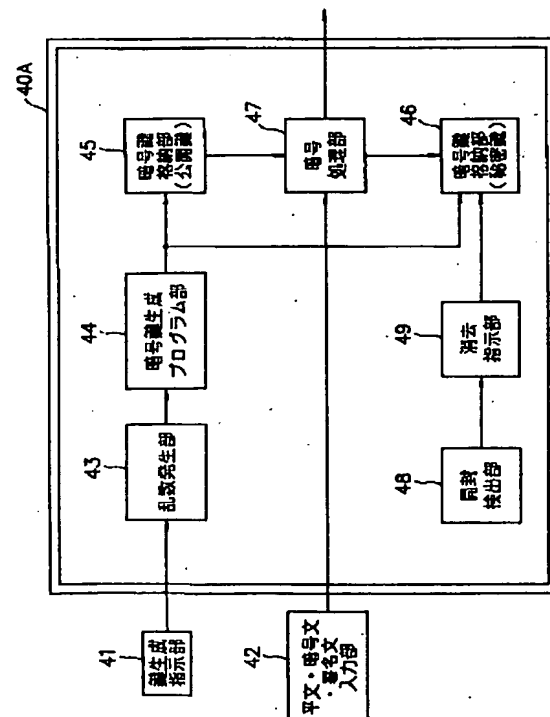 40A
41
鍵生成
指示部
43
乱数発生部
44
暗号鍵生成
プログラム部
45
暗号鍵
格納部
(公開鍵)
42
平文・暗号文
・署名文
入力部
47
暗号
処理部
46
暗号鍵
格納部
(秘密鍵)
48
開封
検出部
49
消去
指示部